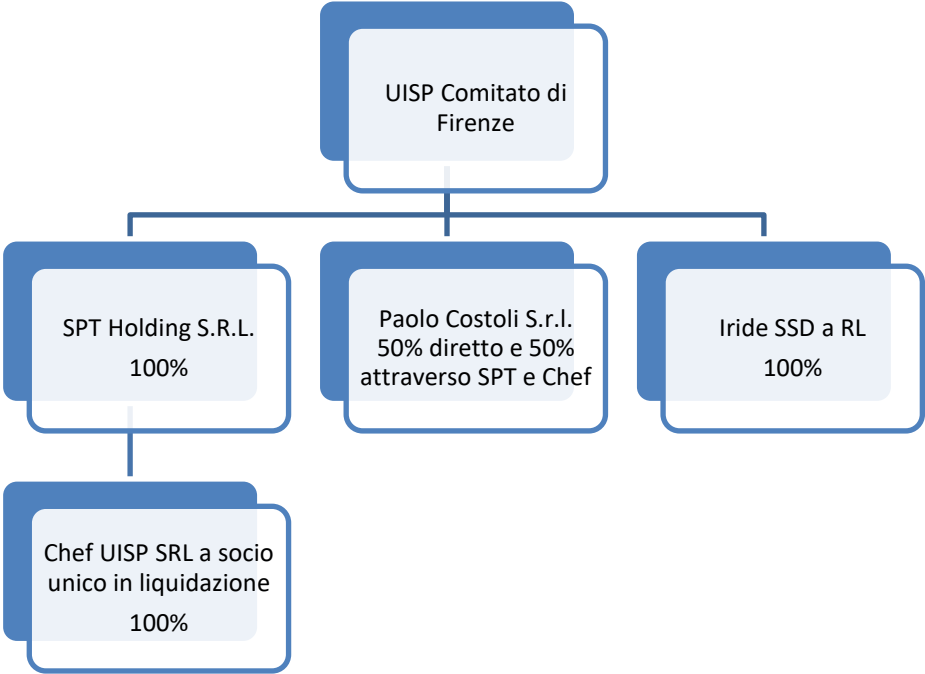 UISP Comitato di
Firenze
SPT Holding S.R.L.
100%
Paolo Costoli S.r.l.
50% diretto e 50%
attraverso SPT e Chef
Iride SSD a RL
100%
Chef UISP SRL a socio
unico in liquidazione
100%